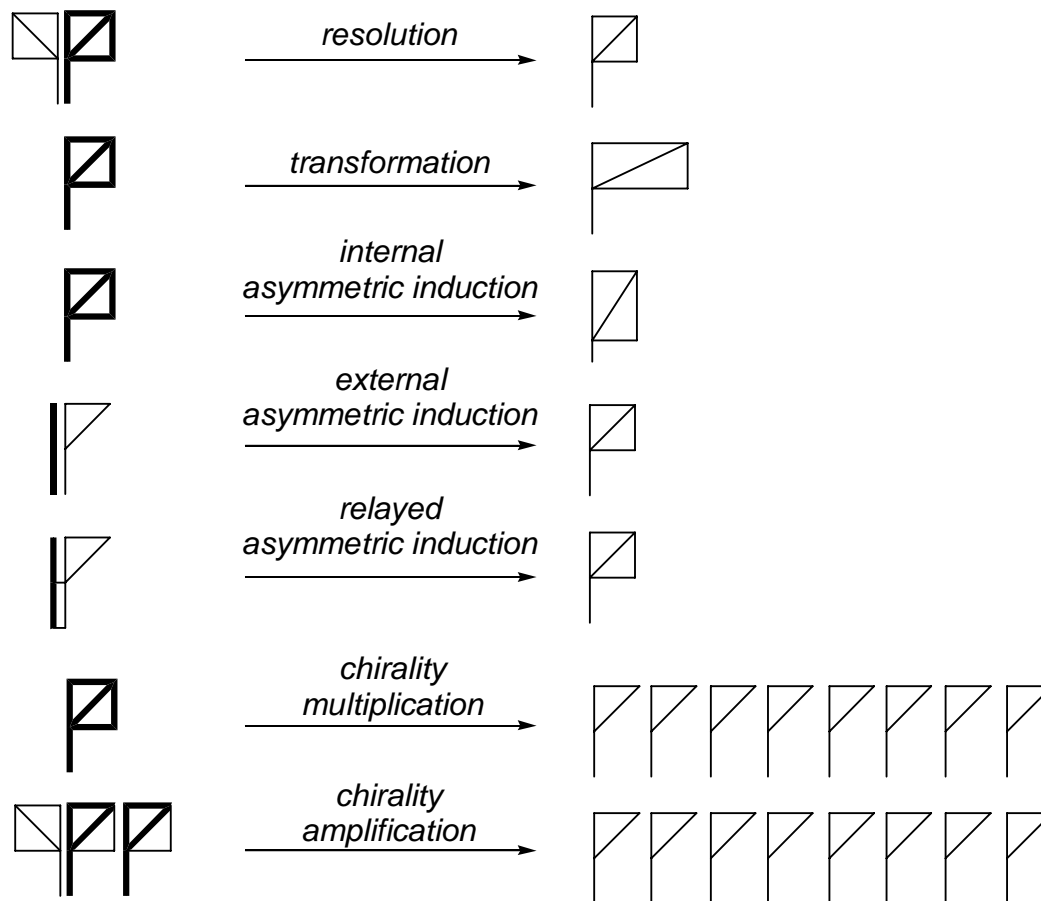 resolution
transformation
internal
asymmetric induction
external
asymmetric induction
relayed
asymmetric induction
chirality
multiplication
chirality
amplification